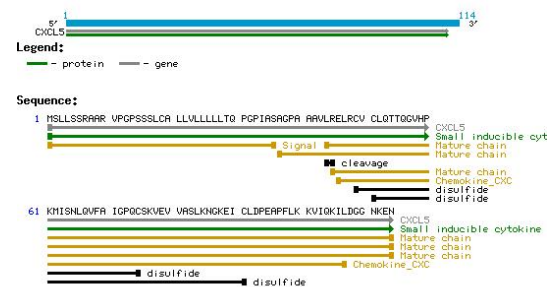 1 114
5′ 3′
CXCL5
Legend:
- protein - gene
Sequence:
1 MSLLSSRAAR VPGPSSSLCA LLVLLLLLTQ PGPIASAGPA AAVLRELRCV CLQTTQGVHP
CXCL5
Small inducible cyt
Signal Mature chain
Mature chain
cleavage
Mature chain
Chemokine_CXC
disulfide
disulfide
61 KMISNLQVFA IGPQCSKVEV VASLKNGKEI CLDPEAPFLK KVIQKILDGG NKEN
CXCL5
Small inducible cytokine
Mature chain
Mature chain
Mature chain
Chemokine_CXC
disulfide
disulfide